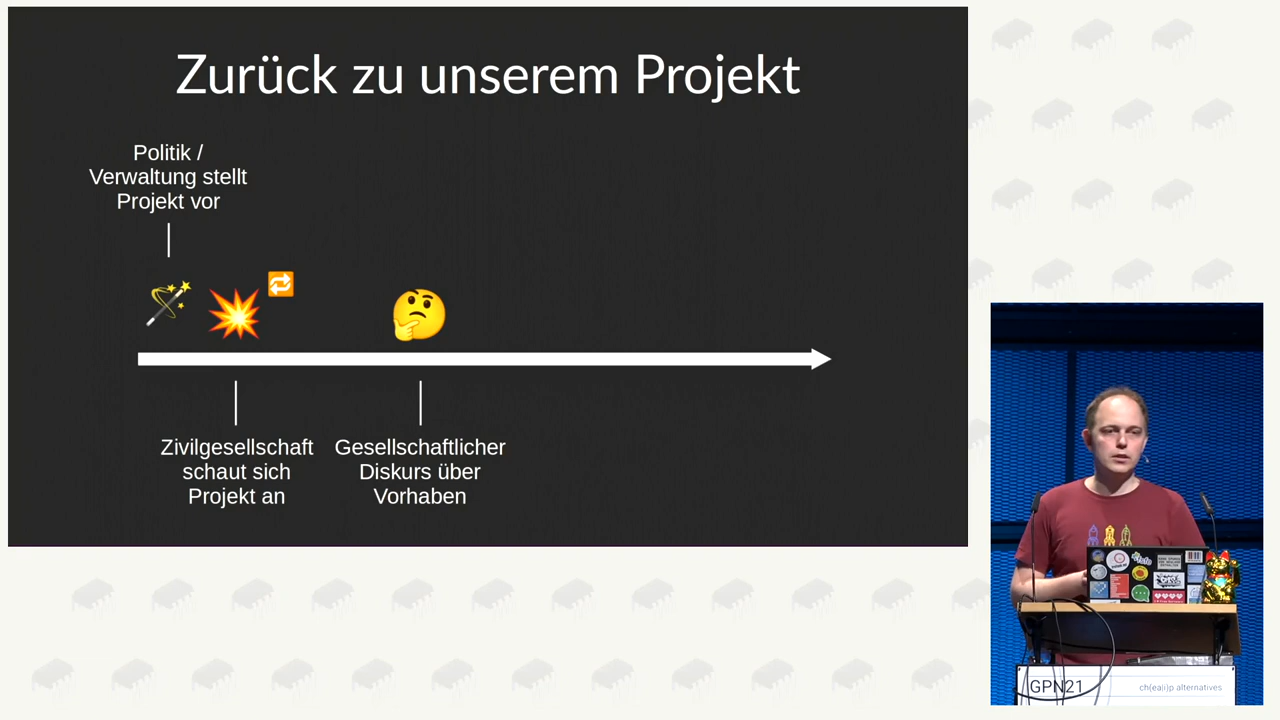 Zurück zu unserem Projekt
Politik /
Verwaltung stellt
Projekt vor
Zivilgesellschaft
schaut sich
Projekt an
Gesellschaftlicher
Diskurs über
Vorhaben
GPN21
ch(ea(i)p alternatives